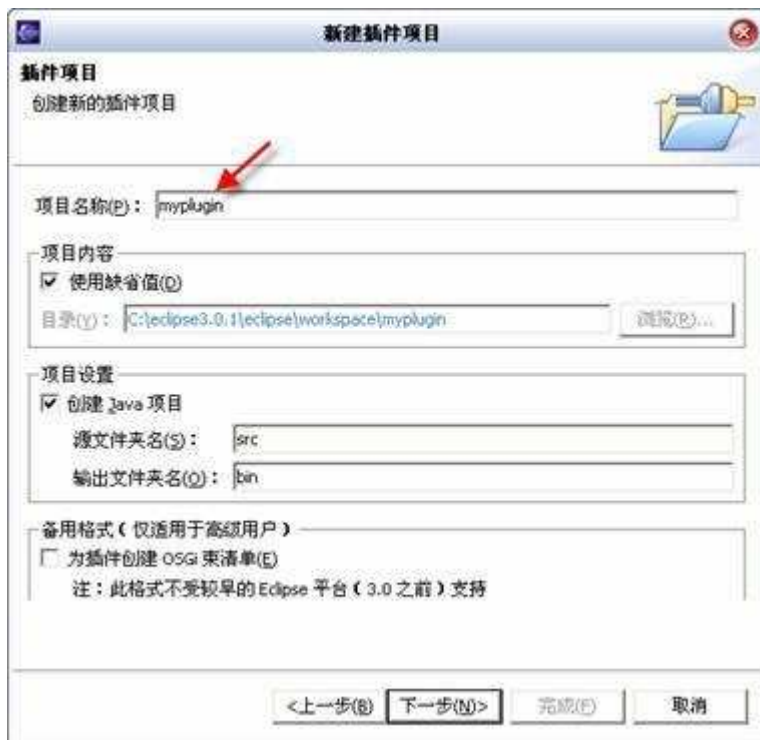 新建插件项目
插件项目
创建新的插件项目
项目名称(P)： myplugin
项目内容
使用缺省值(D)
目录(Y)： C:\eclipse3.0.1\eclipse\workspace\myplugin 浏览(R)...
项目设置
创建 Java 项目
源文件夹名(S)： src
输出文件夹名(O)： bin
备用格式（仅适用于高级用户）
为插件创建 OSGi 束清单(E)
注：此格式不受较早的 Eclipse 平台（3.0 之前）支持
<上一步(B) 下一步(N)> 完成(F) 取消